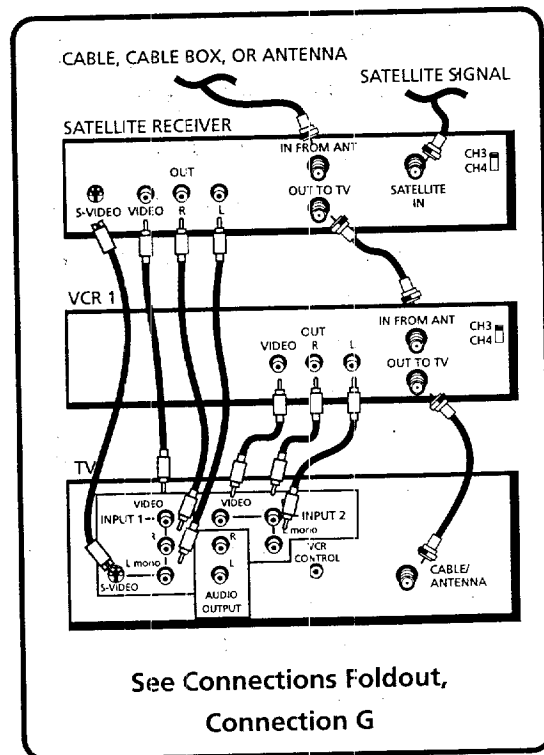 CABLE, CABLE BOX, OR ANTENNA
SATELLITE SIGNAL
SATELLITE RECEIVER
IN FROM ANT
OUT
CH3
CH4
S-VIDEO
VIDEO
R
L
OUT TO TV
SATELLITE
IN
VCR 1
IN FROM ANT
OUT
CH3
CH4
VIDEO
R
L
OUT TO TV
TV
VIDEO
VIDEO
INPUT 1
R
INPUT 2
R
R
L mono
L mono
L
VCR
CONTROL
S-VIDEO
AUDIO
OUTPUT
CABLE/
ANTENNA
See Connections Foldout,
Connection G